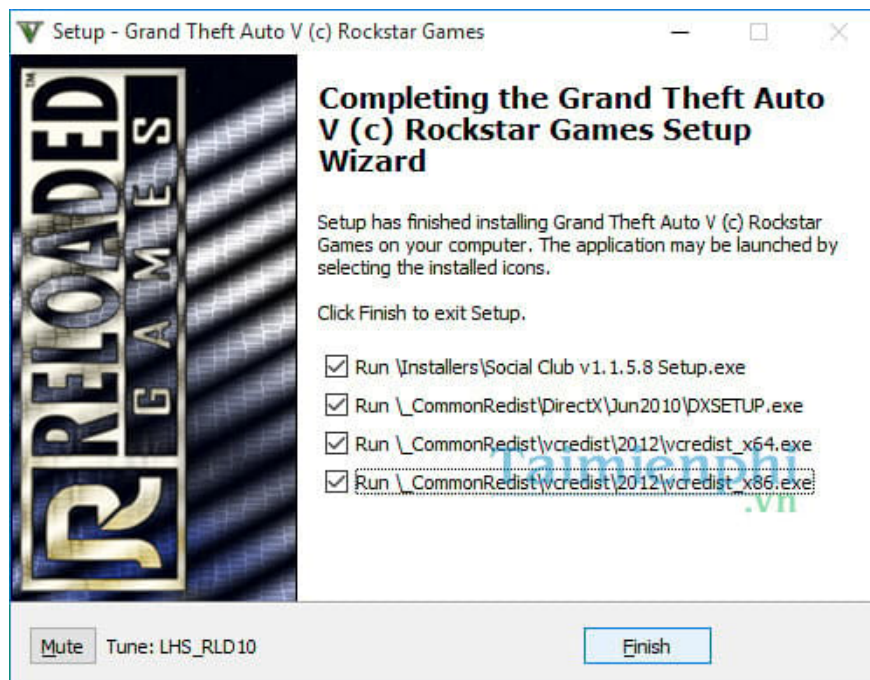 Setup - Grand Theft Auto V (c) Rockstar Games
RELOADED
GAMES
TM
Completing the Grand Theft Auto
V (c) Rockstar Games Setup
Wizard
Setup has finished installing Grand Theft Auto V (c) Rockstar
Games on your computer. The application may be launched by
selecting the installed icons.
Click Finish to exit Setup.
Run \Installers\Social Club v1.1.5.8 Setup.exe
Run \_CommonRedist\DirectX\Jun2010\DXSETUP.exe
Run \_CommonRedist\vcredist\2012\vcredist_x64.exe
Run \_CommonRedist\vcredist\2012\vcredist_x86.exe
Taimienphi
.vn
Mute Tune: LHS_RLD10
Finish